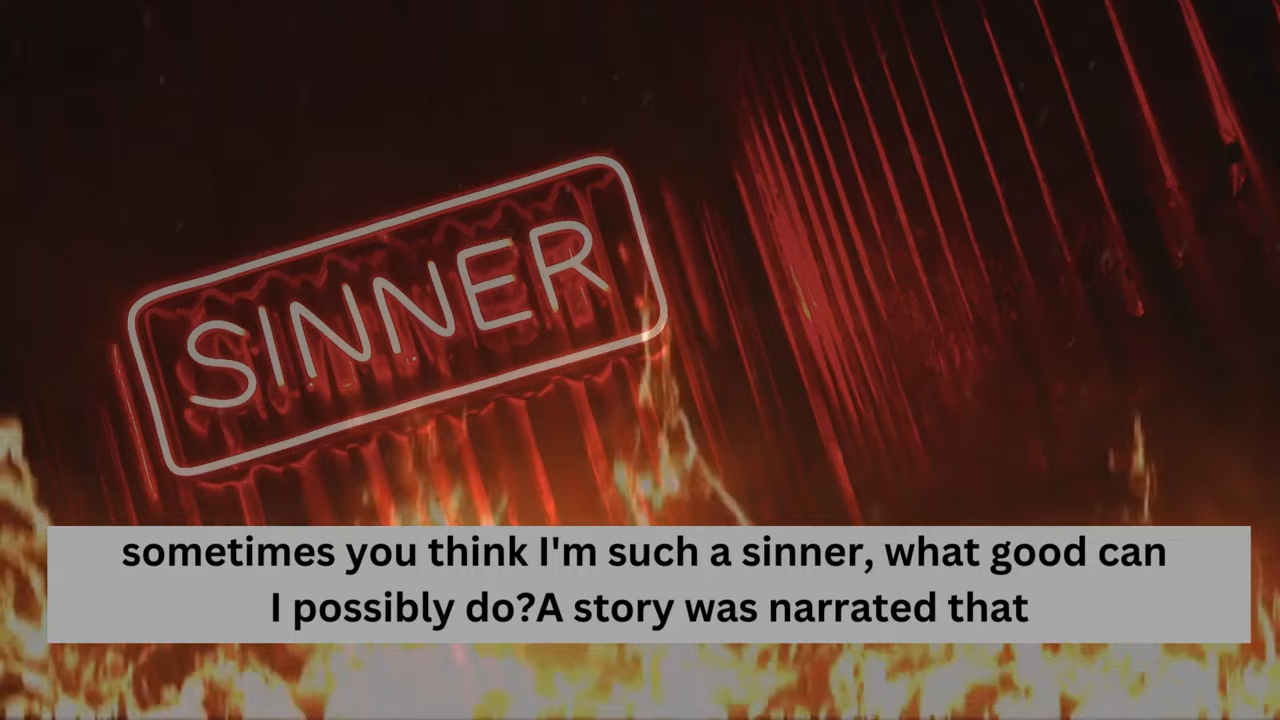 SINNER
sometimes you think I'm such a sinner, what good can
I possibly do?A story was narrated that